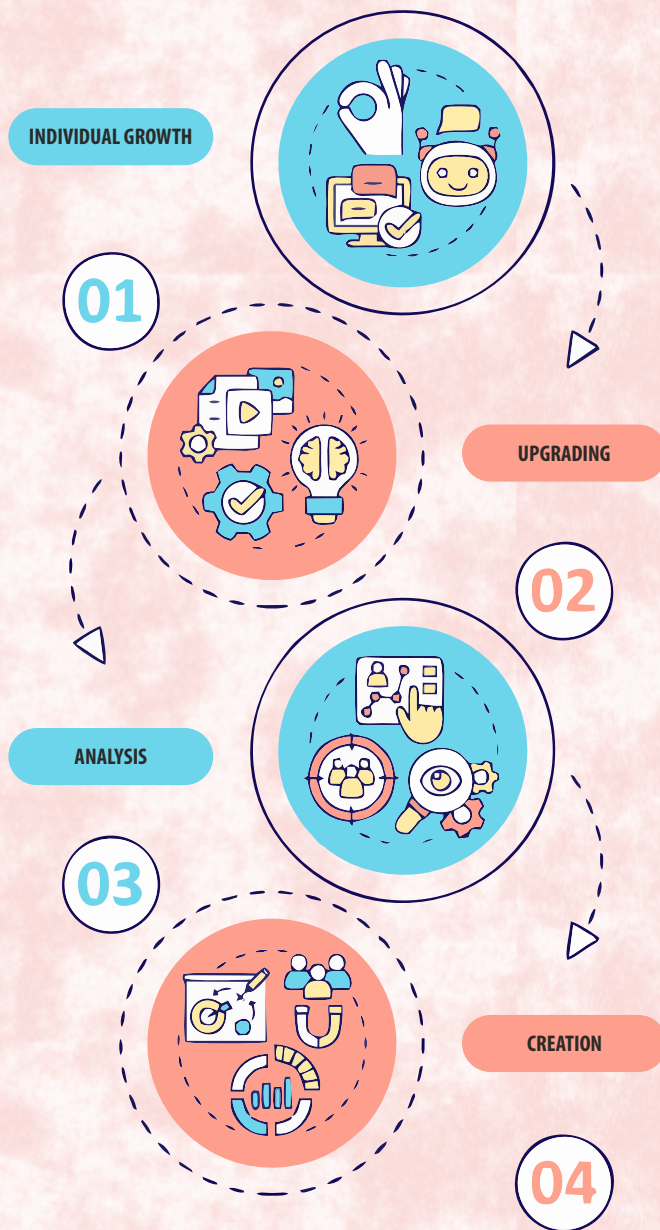 INDIVIDUAL GROWTH
01
UPGRADING
02
ANALYSIS
03
CREATION
04